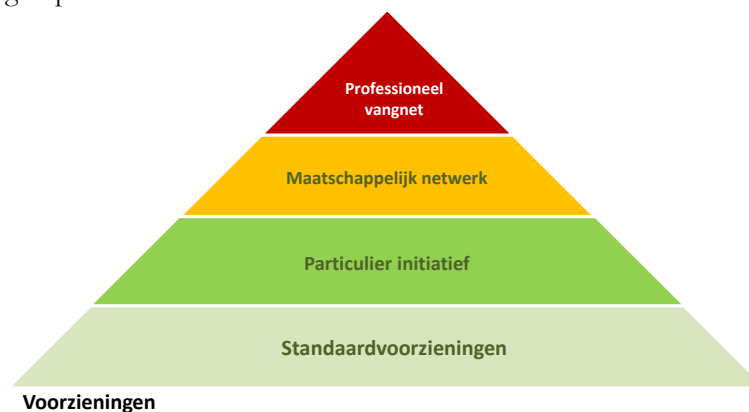 Professioneel
vangnet
Maatschappelijk netwerk
Particulier initiatief
Standaardvoorzieningen
Voorzieningen